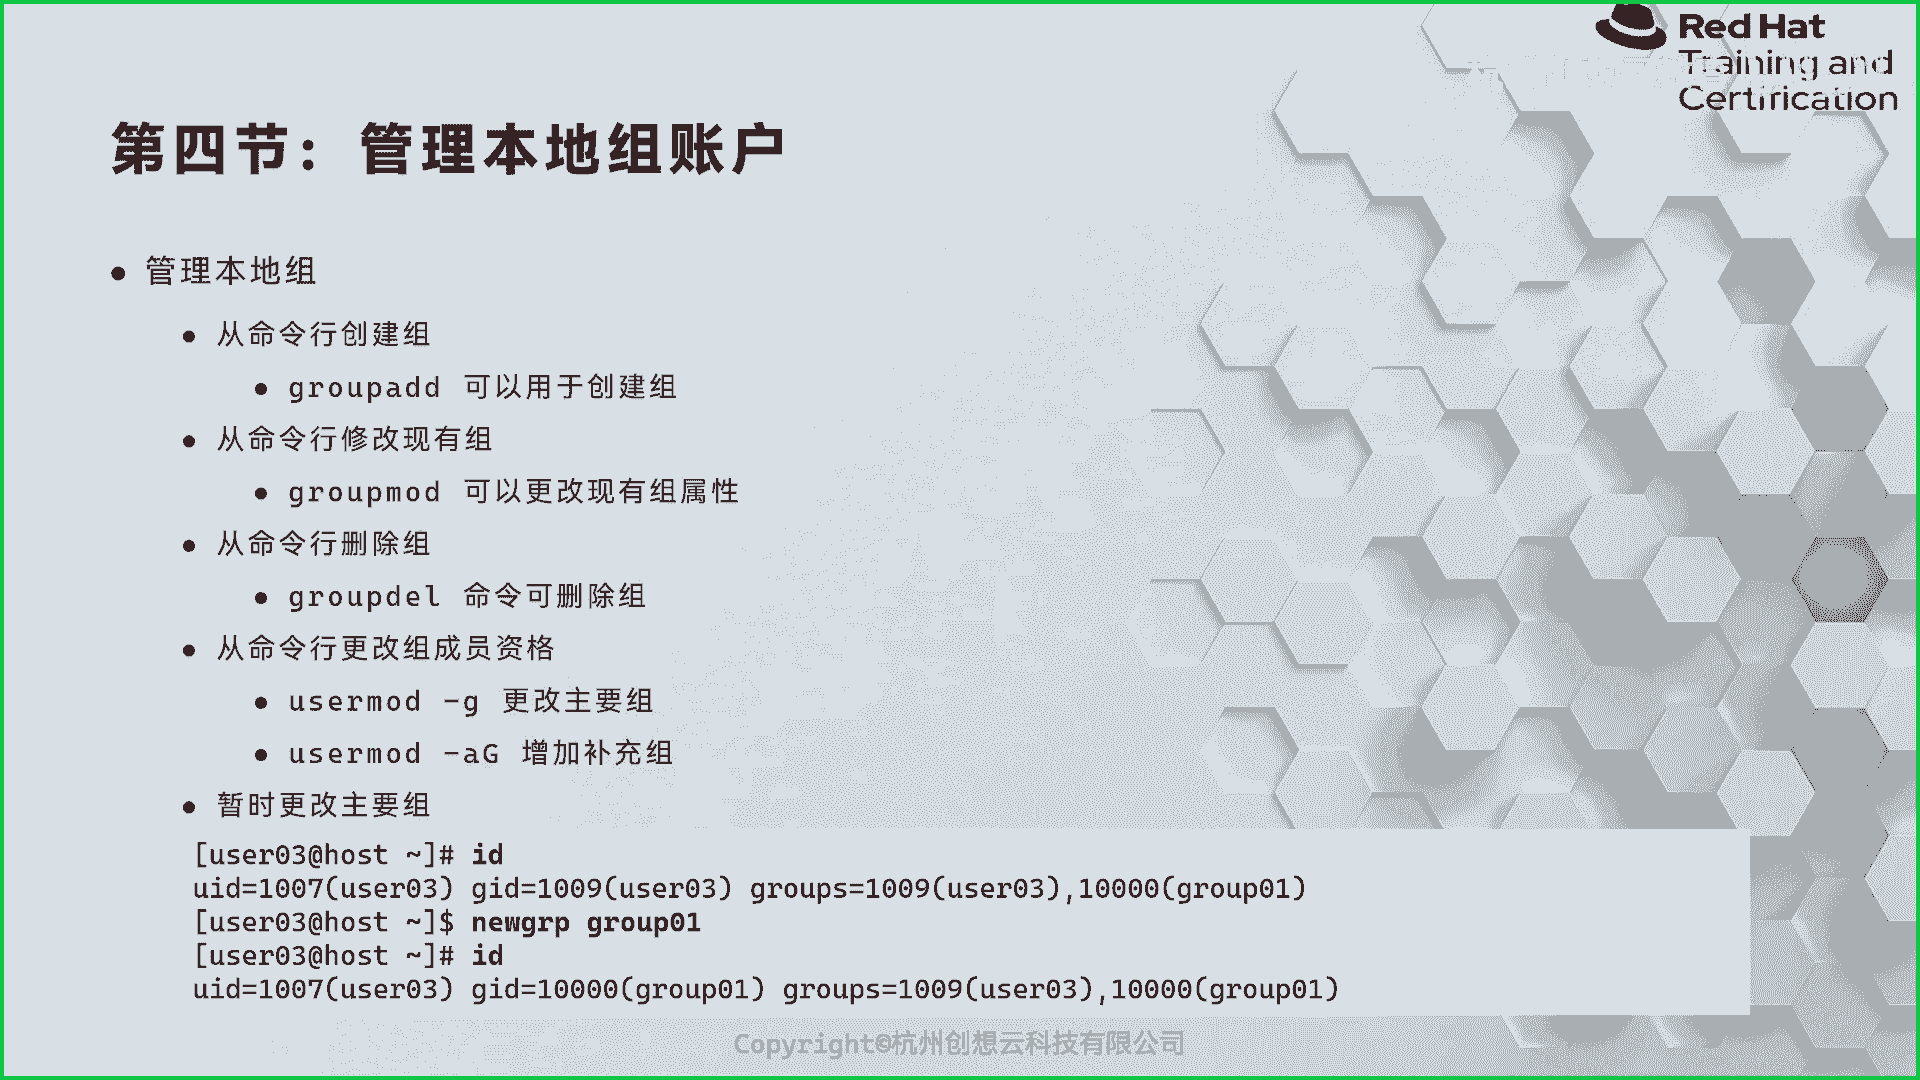 Red Hat
Training and
Certification
第四节：管理本地组账户
● 管理本地组
● 从命令行创建组
● groupadd 可以用于创建组
● 从命令行修改现有组
● groupmod 可以更改现有组属性
● 从命令行删除组
● groupdel 命令可删除组
● 从命令行更改组成员资格
● usermod -g 更改主要组
● usermod -aG 增加补充组
● 暂时更改主要组
[user03@host ~]# id
uid=1007(user03) gid=1009(user03) groups=1009(user03),10000(group01)
[user03@host ~]$ newgrp group01
[user03@host ~]# id
uid=1007(user03) gid=10000(group01) groups=1009(user03),10000(group01)
Copyright©杭州创想云科技有限公司